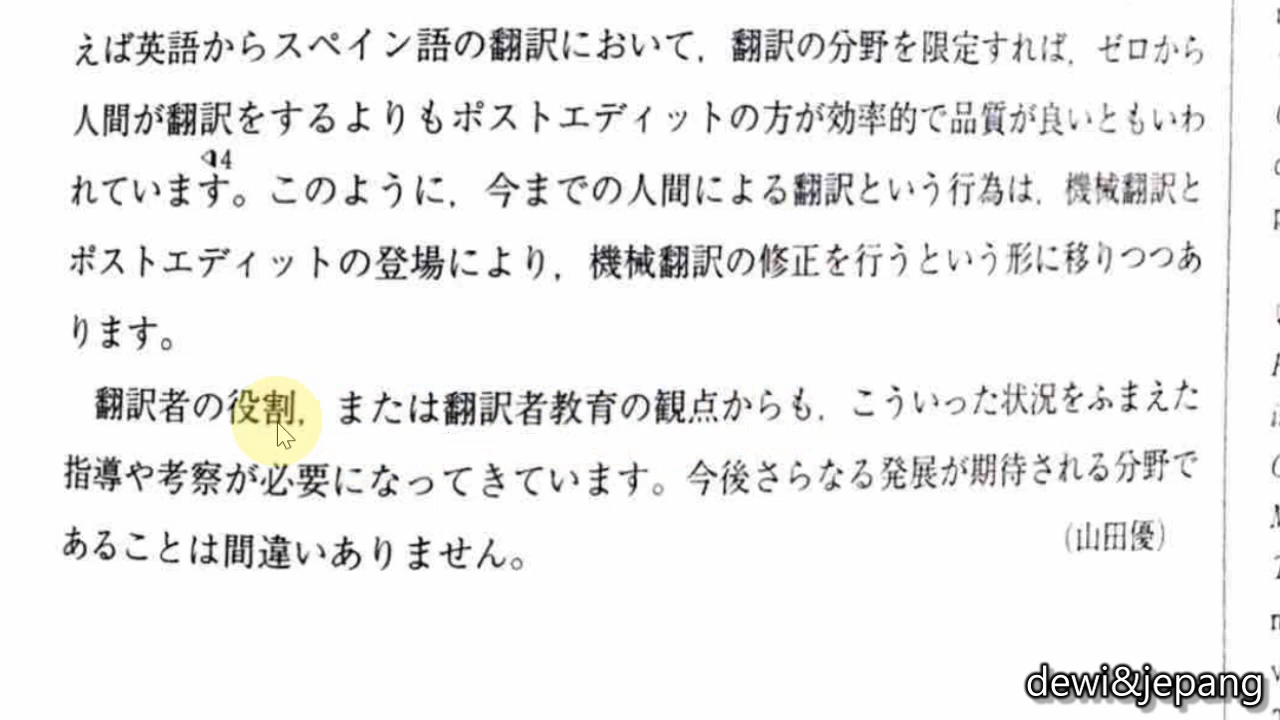 えば英語からスペイン語の翻訳において，翻訳の分野を限定すれば，ゼロから
人間が翻訳をするよりもポストエディットの方が効率的で品質が良いともいわ
14
れています。このように，今までの人間による翻訳という行為は，機械翻訳と
ポストエディットの登場により，機械翻訳の修正を行うという形に移りつつあ
ります。
翻訳者の役割，または翻訳者教育の観点からも，こういった状況をふまえた
指導や考察が必要になってきています。今後さらなる発展が期待される分野で
あることは間違いありません。
（山田優）
dewi&jepang